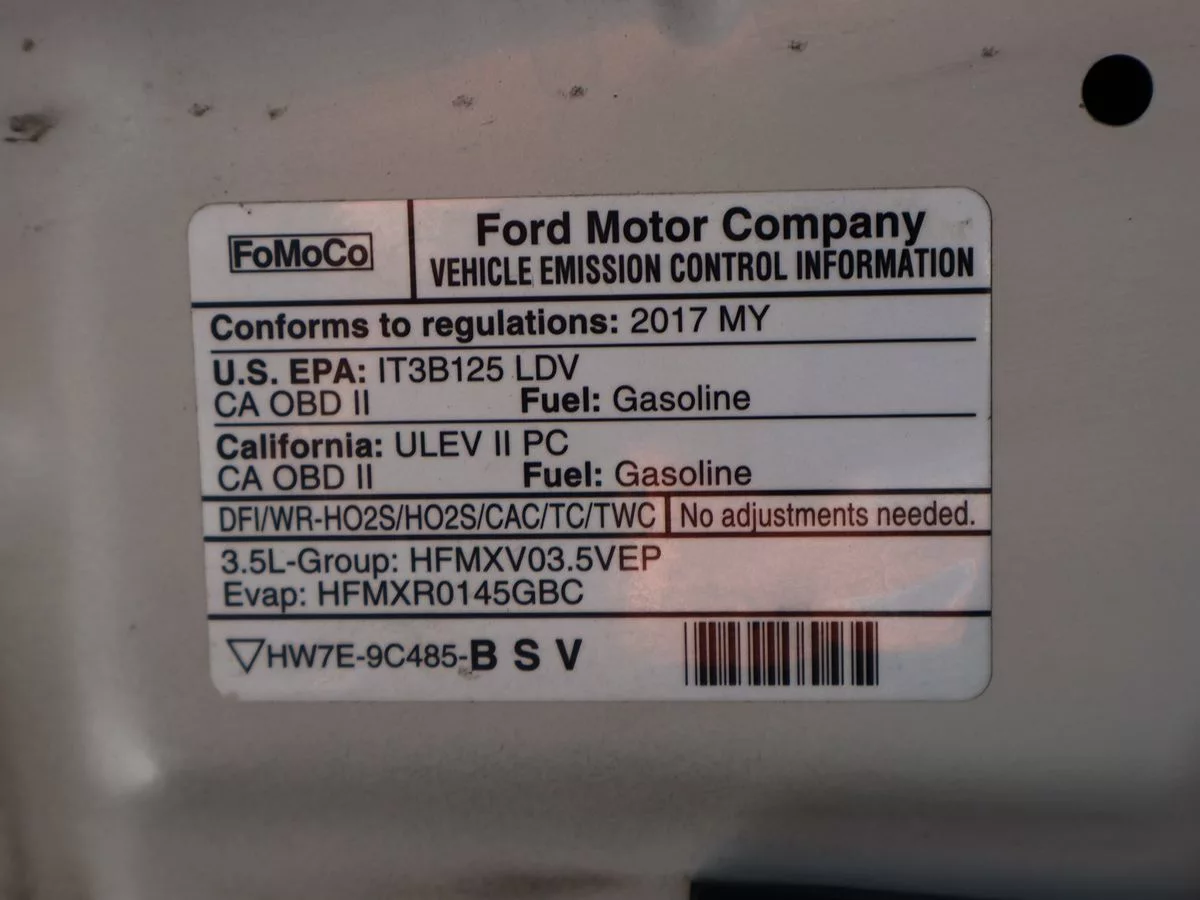 FoMoCo
Ford Motor Company
VEHICLE EMISSION CONTROL INFORMATION
Conforms to regulations: 2017 MY
U.S. EPA: IT3B125 LDV
CA OBD II Fuel: Gasoline
California: ULEV II PC
CA OBD II Fuel: Gasoline
DFI/WR-HO2S/HO2S/CAC/TC/TWC No adjustments needed.
3.5L-Group: HFMXV03.5VEP
Evap: HFMXR0145GBC
HW7E-9C485-B S V